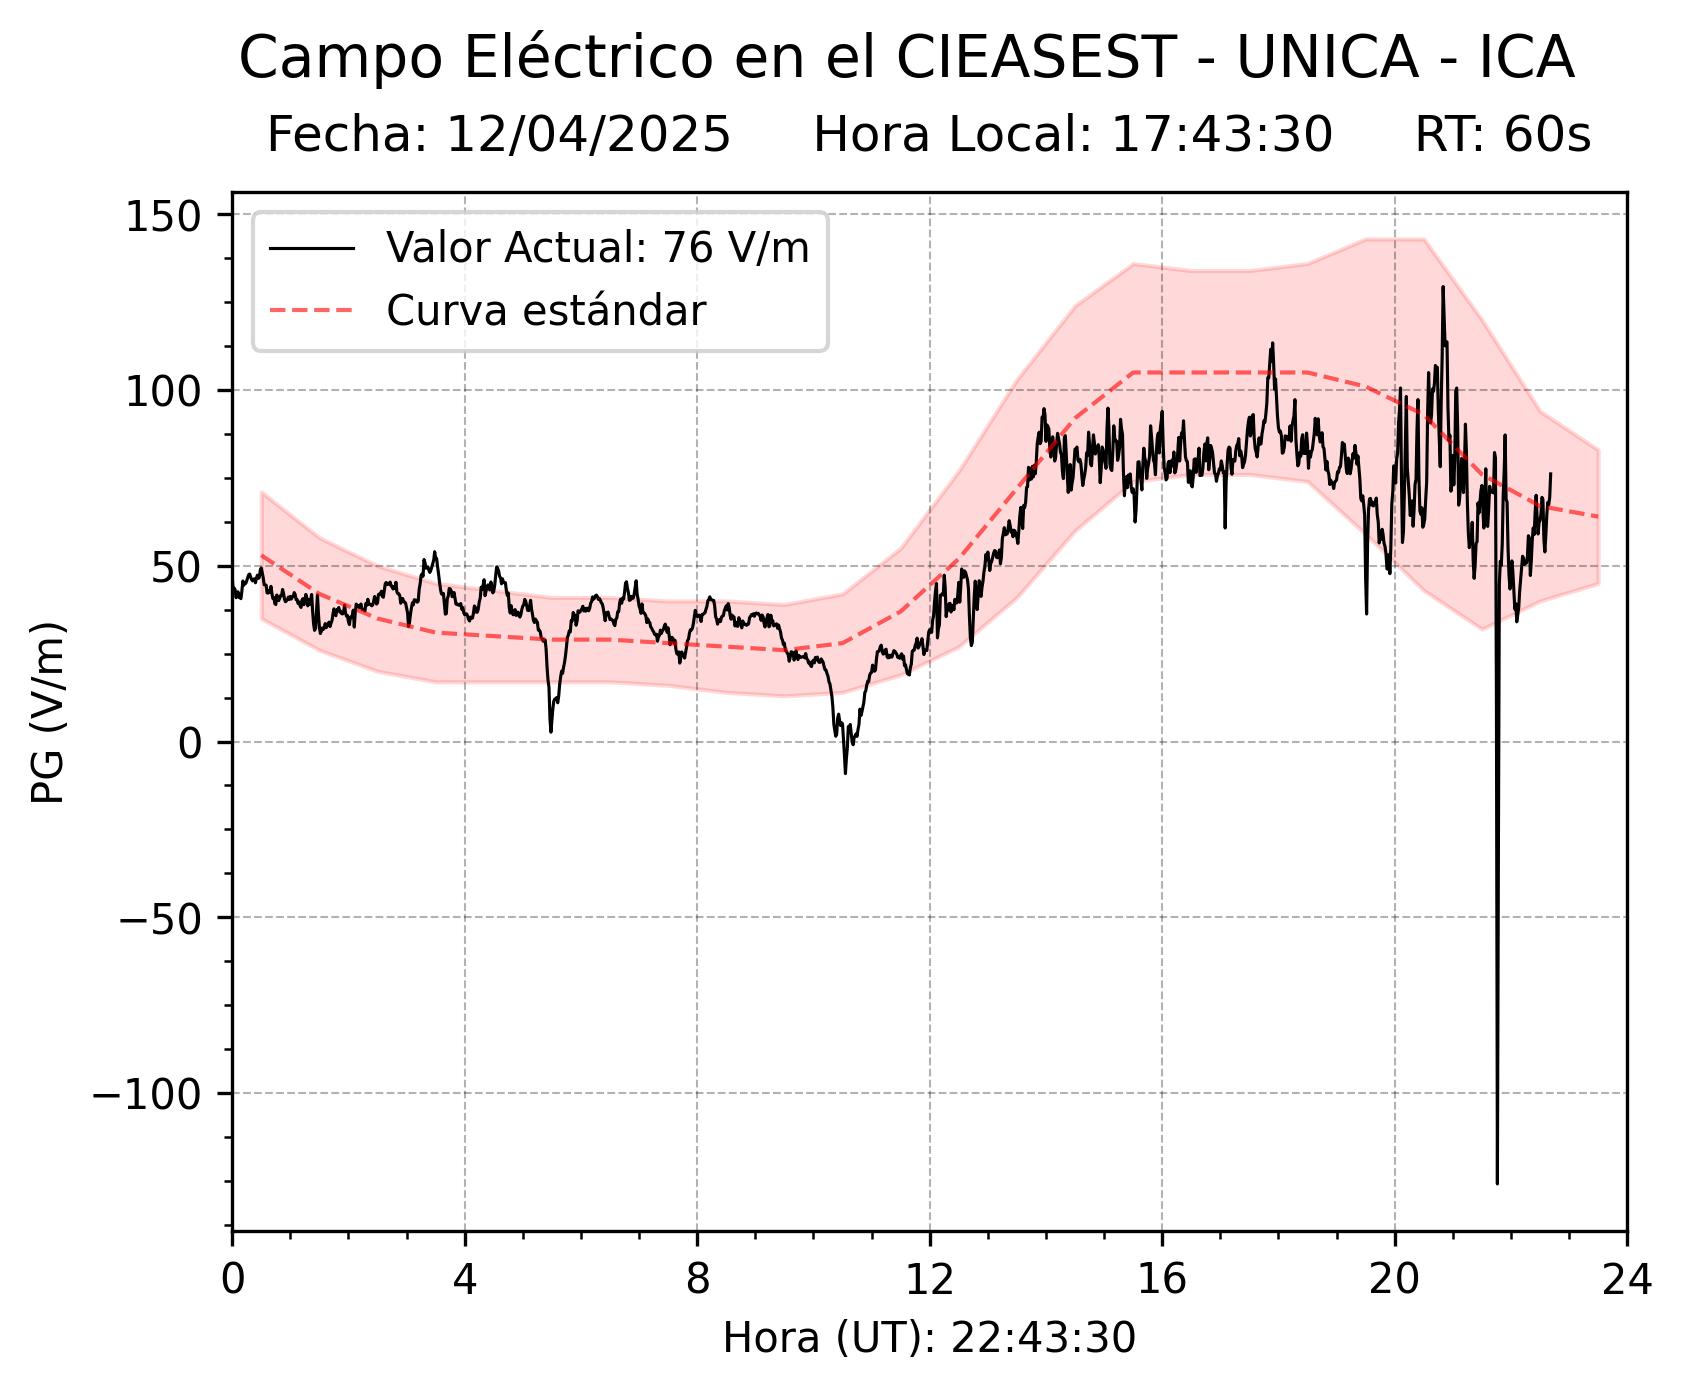 Campo Eléctrico en el CIEASEST - UNICA - ICA
Fecha: 12/04/2025 Hora Local: 17:43:30 RT: 60s
Valor Actual: 76 V/m
Curva estándar
PG (V/m)
150
100
50
0
−50
−100
0 4 8 12 16 20 24
Hora (UT): 22:43:30